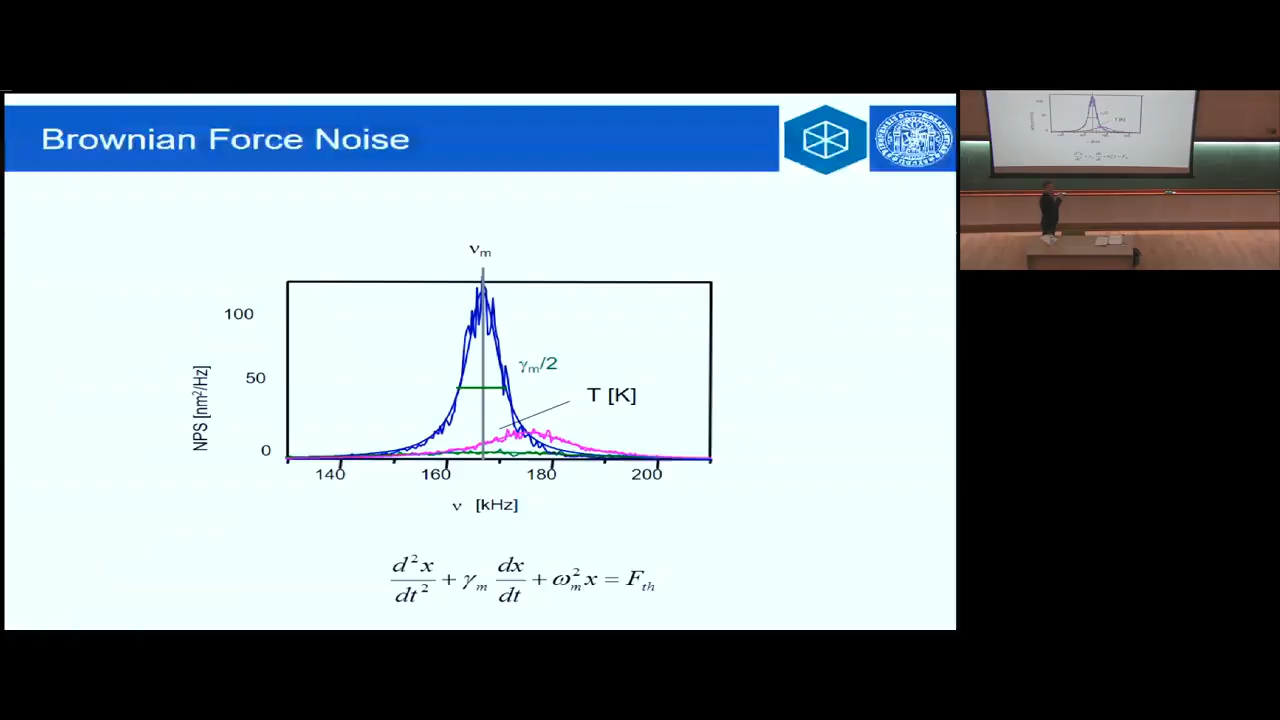 Brownian Force Noise
νm
100
50
0
NPS [nm²/Hz]
γm/2
T [K]
140 160 180 200
ν [kHz]
d²x/dt² + γm dx/dt + ωm² x = Fth